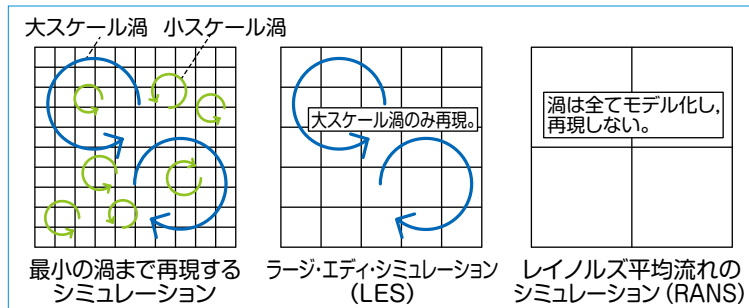 大スケール渦 小スケール渦
大スケール渦のみ再現。
渦は全てモデル化し,
再現しない。
最小の渦まで再現する
シミュレーション
ラージ・エディ・シミュレーション
(LES)
レイノルズ平均流れの
シミュレーション(RANS)